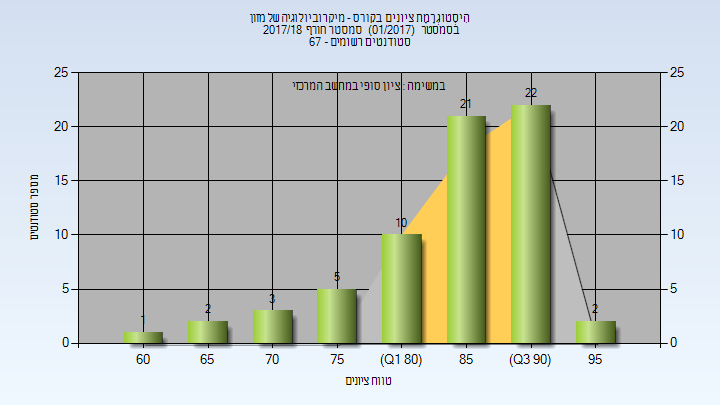 היסטוגרמת ציונים בקורס - מיקרוביולוגיה של מזון
בסמסטר (01/2017) סמסטר חורף 2017/18
סטודנטים רשומים - 67
במשימה : ציון סופי במחשב המרכזי
25 25
20 20
15 15
10 10
5 5
0 0
1 2 3 5 10 21 22 2
60 65 70 75 (Q1 80) 85 (Q3 90) 95
מספר סטודנטים
טווח ציונים